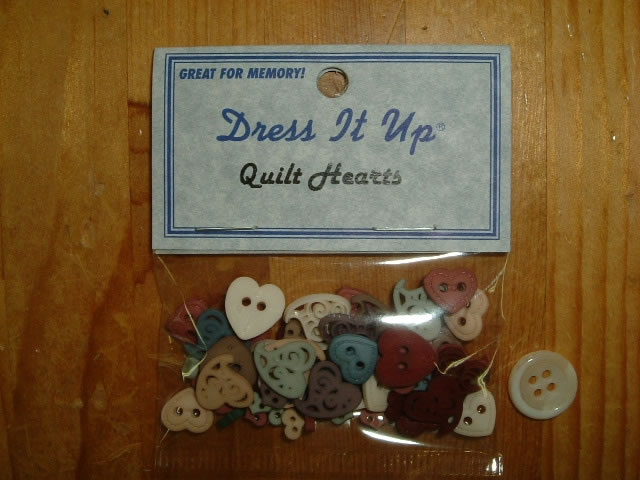 GREAT FOR MEMORY!
Dress It Up®
Quilt Hearts